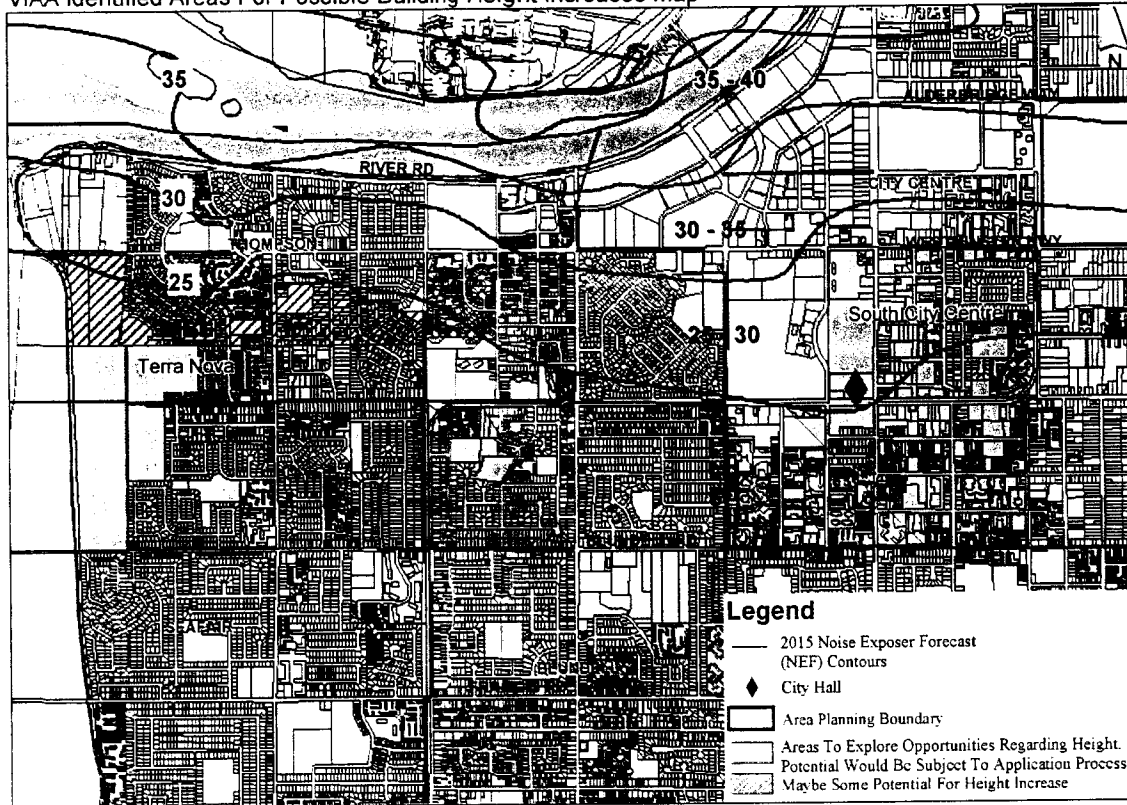 VIAA Identified Areas For Possible Building Height Increases Map
35
35 - 40
N
ALDERBRIDGE WAY
RIVER RD
CITY CENTRE
30
30 - 35
THOMPSON
25
30
South City Centre
Terra Nova
Legend
2015 Noise Exposer Forecast
(NEF) Contours
City Hall
Area Planning Boundary
Areas To Explore Opportunities Regarding Height.
Potential Would Be Subject To Application Process
Maybe Some Potential For Height Increase